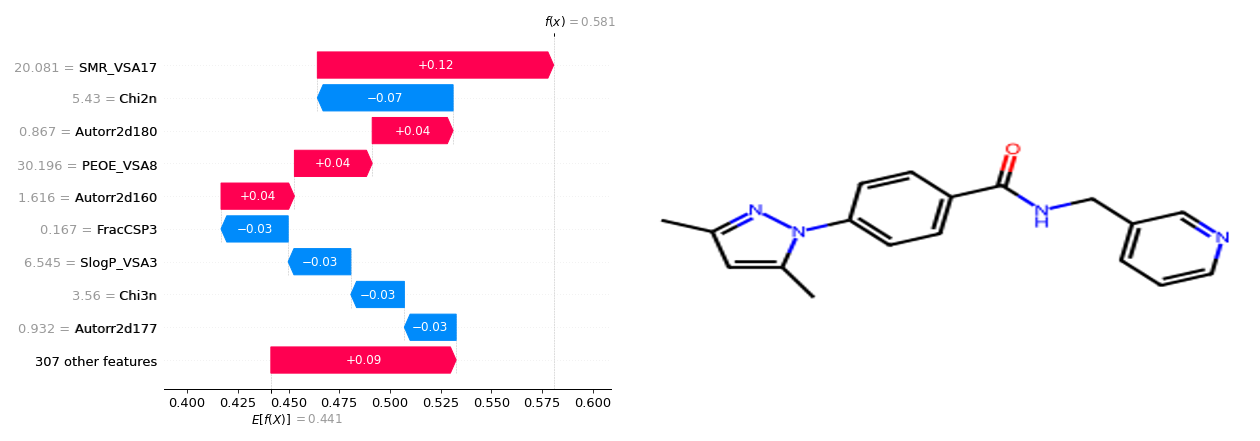 f(x) = 0.581
20.081 = SMR_VSA17
+0.12
5.43 = Chi2n
−0.07
0.867 = Autorr2d180
+0.04
30.196 = PEOE_VSA8
+0.04
1.616 = Autorr2d160
+0.04
0.167 = FracCSP3
−0.03
6.545 = SlogP_VSA3
−0.03
3.56 = Chi3n
−0.03
0.932 = Autorr2d177
−0.03
307 other features
+0.09
0.400 0.425 0.450 0.475 0.500 0.525 0.550 0.575 0.600
E[f(X)] = 0.441
O
N
N
N
H
N